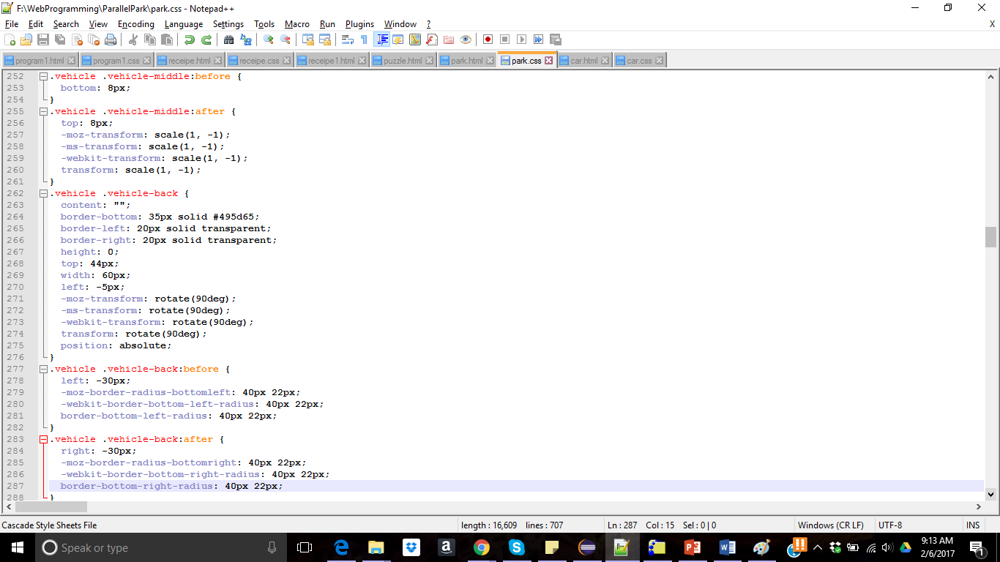 F:\WebProgramming\ParallelPark\park.css - Notepad++
File Edit Search View Encoding Language Settings Tools Macro Run Plugins Window ? X
program1.html program1.css receipe.html receipe.css receipe1.html puzzle.html park.html park.css car.html car.css
252 .vehicle .vehicle-middle:before {
253 bottom: 8px;
254 }
255 .vehicle .vehicle-middle:after {
256 top: 8px;
257 -moz-transform: scale(1, -1);
258 -ms-transform: scale(1, -1);
259 -webkit-transform: scale(1, -1);
260 transform: scale(1, -1);
261 }
262 .vehicle .vehicle-back {
263 content: "";
264 border-bottom: 35px solid #495d65;
265 border-left: 20px solid transparent;
266 border-right: 20px solid transparent;
267 height: 0;
268 top: 44px;
269 width: 60px;
270 left: -5px;
271 -moz-transform: rotate(90deg);
272 -ms-transform: rotate(90deg);
273 -webkit-transform: rotate(90deg);
274 transform: rotate(90deg);
275 position: absolute;
276 }
277 .vehicle .vehicle-back:before {
278 left: -30px;
279 -moz-border-radius-bottomleft: 40px 22px;
280 -webkit-border-bottom-left-radius: 40px 22px;
281 border-bottom-left-radius: 40px 22px;
282 }
283 .vehicle .vehicle-back:after {
284 right: -30px;
285 -moz-border-radius-bottomright: 40px 22px;
286 -webkit-border-bottom-right-radius: 40px 22px;
287 border-bottom-right-radius: 40px 22px;
288 }
Cascade Style Sheets File length : 16,609 lines : 707 Ln : 287 Col : 15 Sel : 0 | 0 Windows (CR LF) UTF-8 INS
Speak or type 9:13 AM
2/6/2017